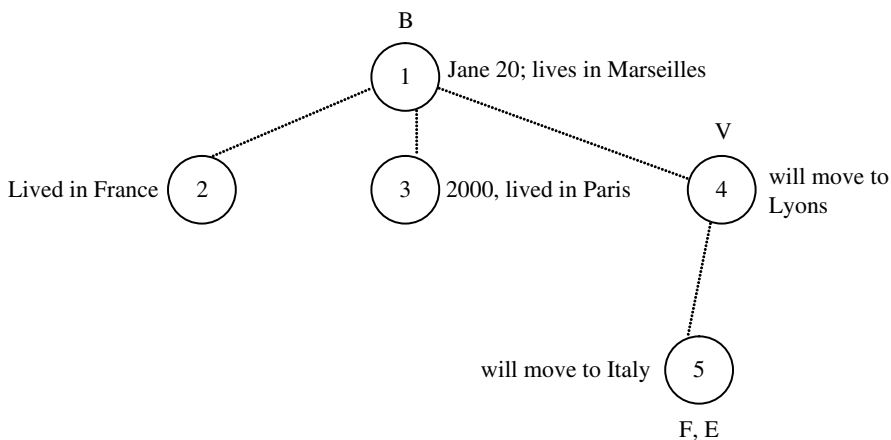 B
1
Jane 20; lives in Marseilles
V
Lived in France
2
3
2000, lived in Paris
4
will move to
Lyons
will move to Italy
5
F, E